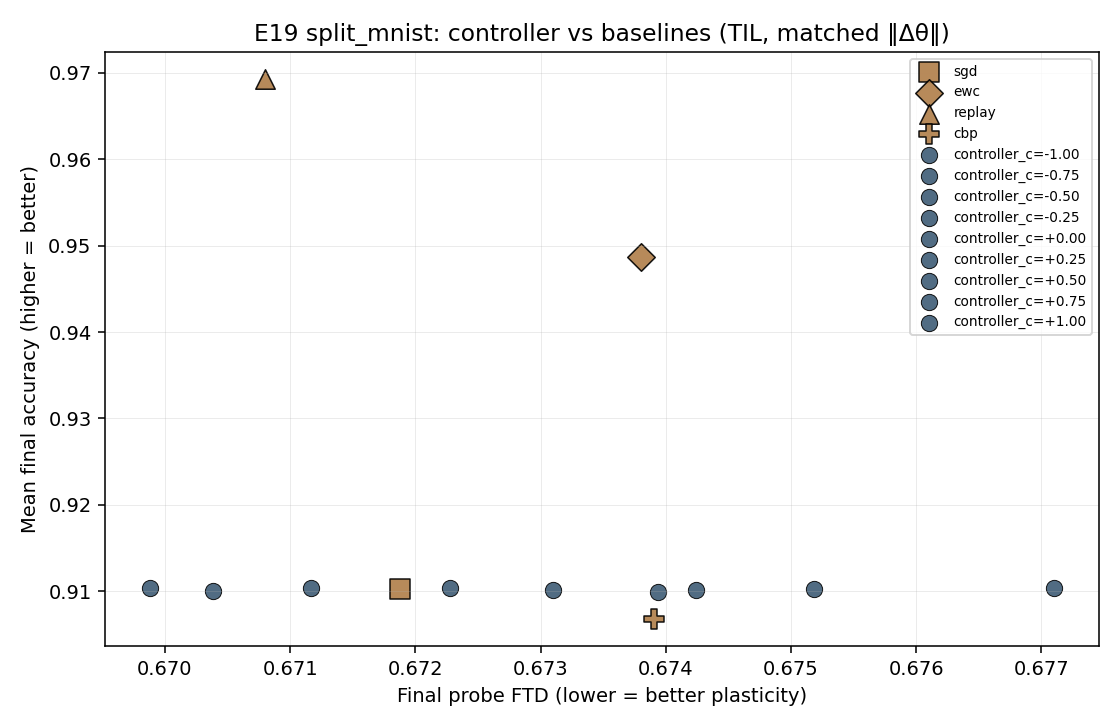 E19 split_mnist: controller vs baselines (TIL, matched ‖Δθ‖)
Mean final accuracy (higher = better)
0.97
0.96
0.95
0.94
0.93
0.92
0.91
sgd
ewc
replay
cbp
controller_c=-1.00
controller_c=-0.75
controller_c=-0.50
controller_c=-0.25
controller_c=+0.00
controller_c=+0.25
controller_c=+0.50
controller_c=+0.75
controller_c=+1.00
0.670 0.671 0.672 0.673 0.674 0.675 0.676 0.677
Final probe FTD (lower = better plasticity)